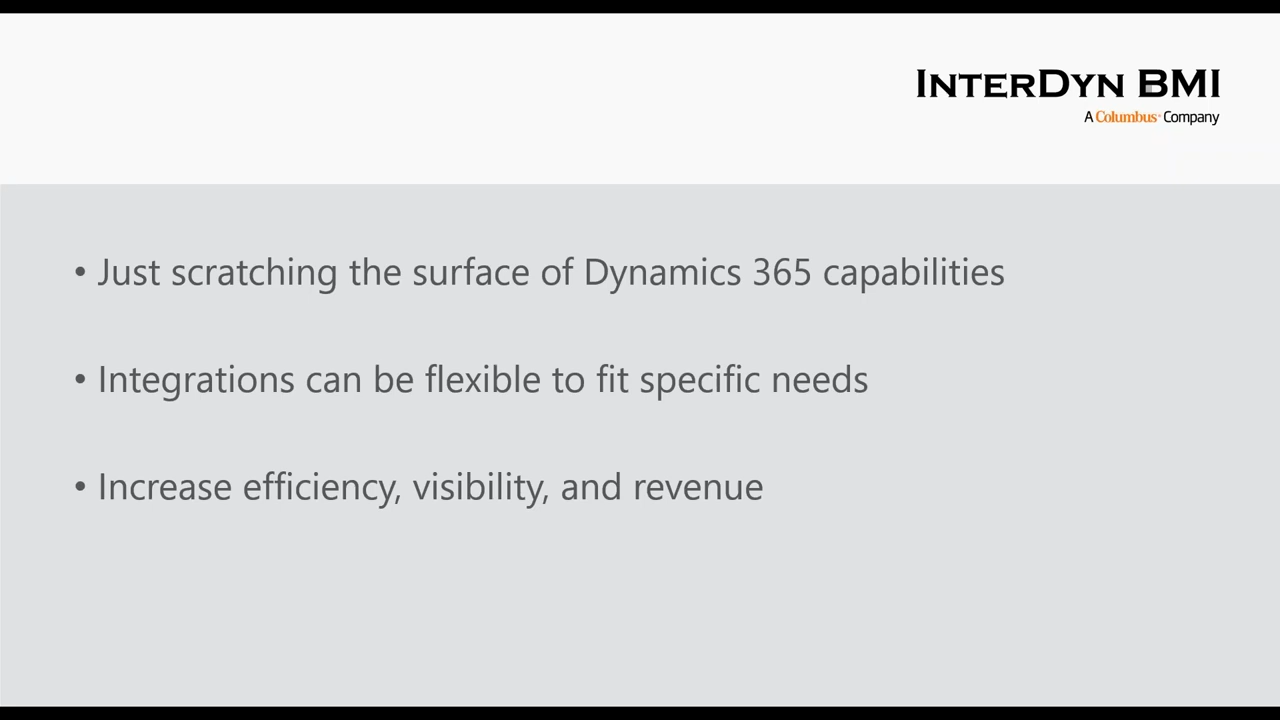 INTERDYN BMI
A Columbus Company
• Just scratching the surface of Dynamics 365 capabilities
• Integrations can be flexible to fit specific needs
• Increase efficiency, visibility, and revenue